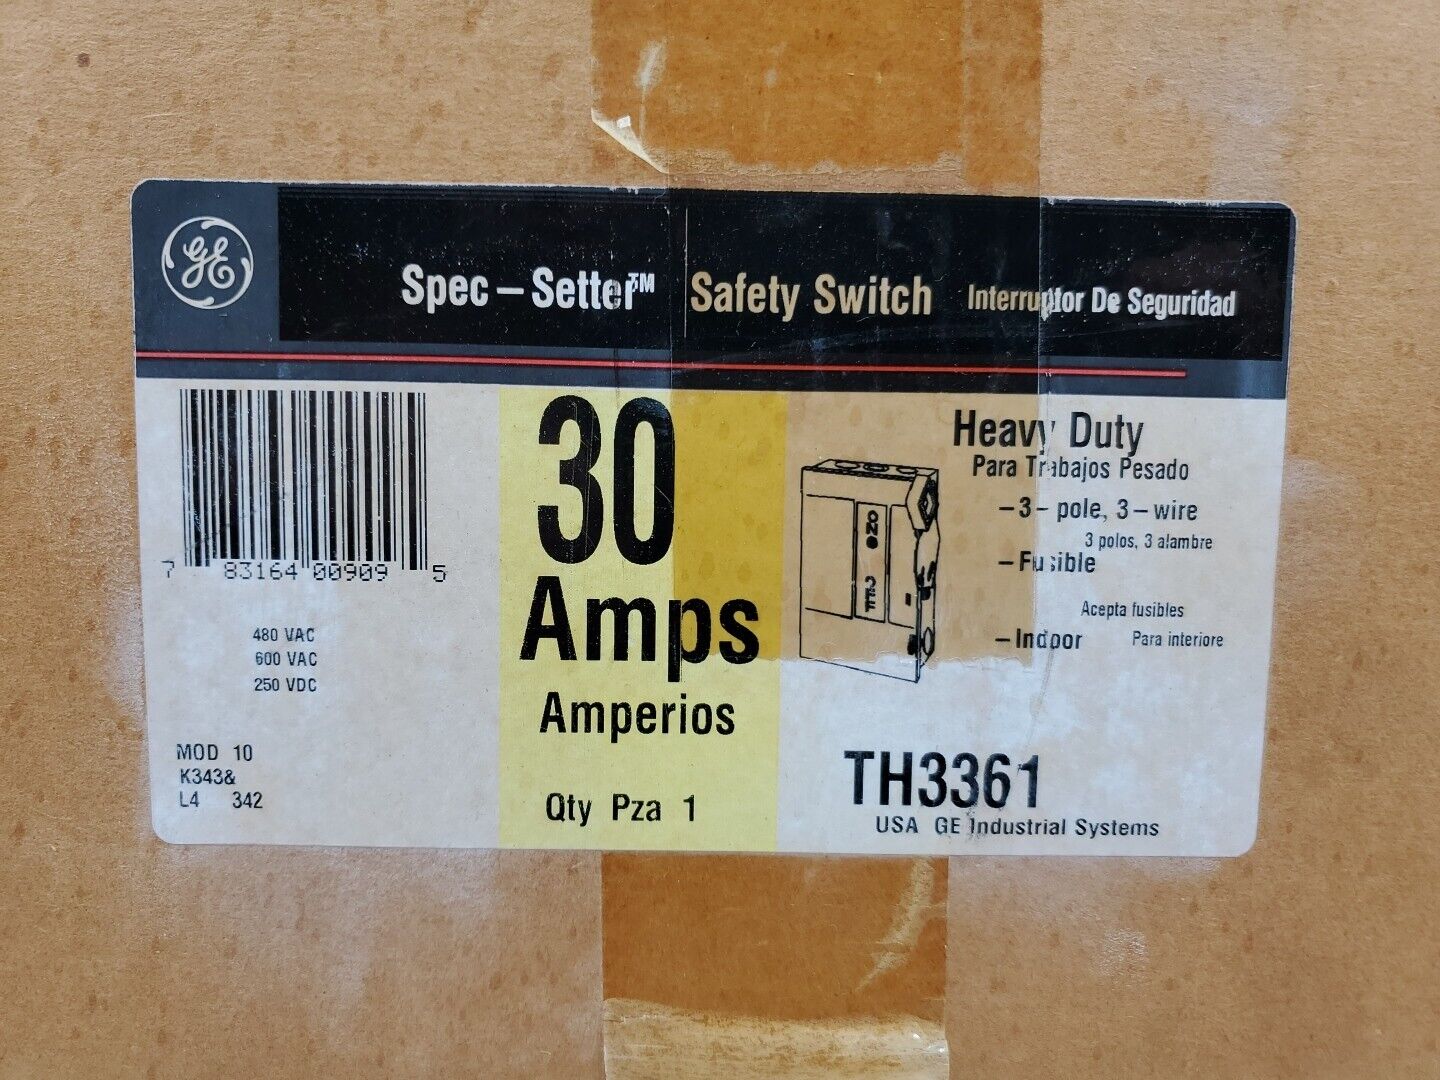 GE
Spec – Setter™ Safety Switch Interruptor De Seguridad
7 83164 00909 5
480 VAC
600 VAC
250 VDC
MOD 10
K343&
L4 342
30
Amps
Amperios
Qty Pza 1
Heavy Duty
Para Trabajos Pesado
– 3 – pole, 3 – wire
3 polos, 3 alambre
– Fusible
Acepta fusibles
– Indoor Para interiore
TH3361
USA GE Industrial Systems